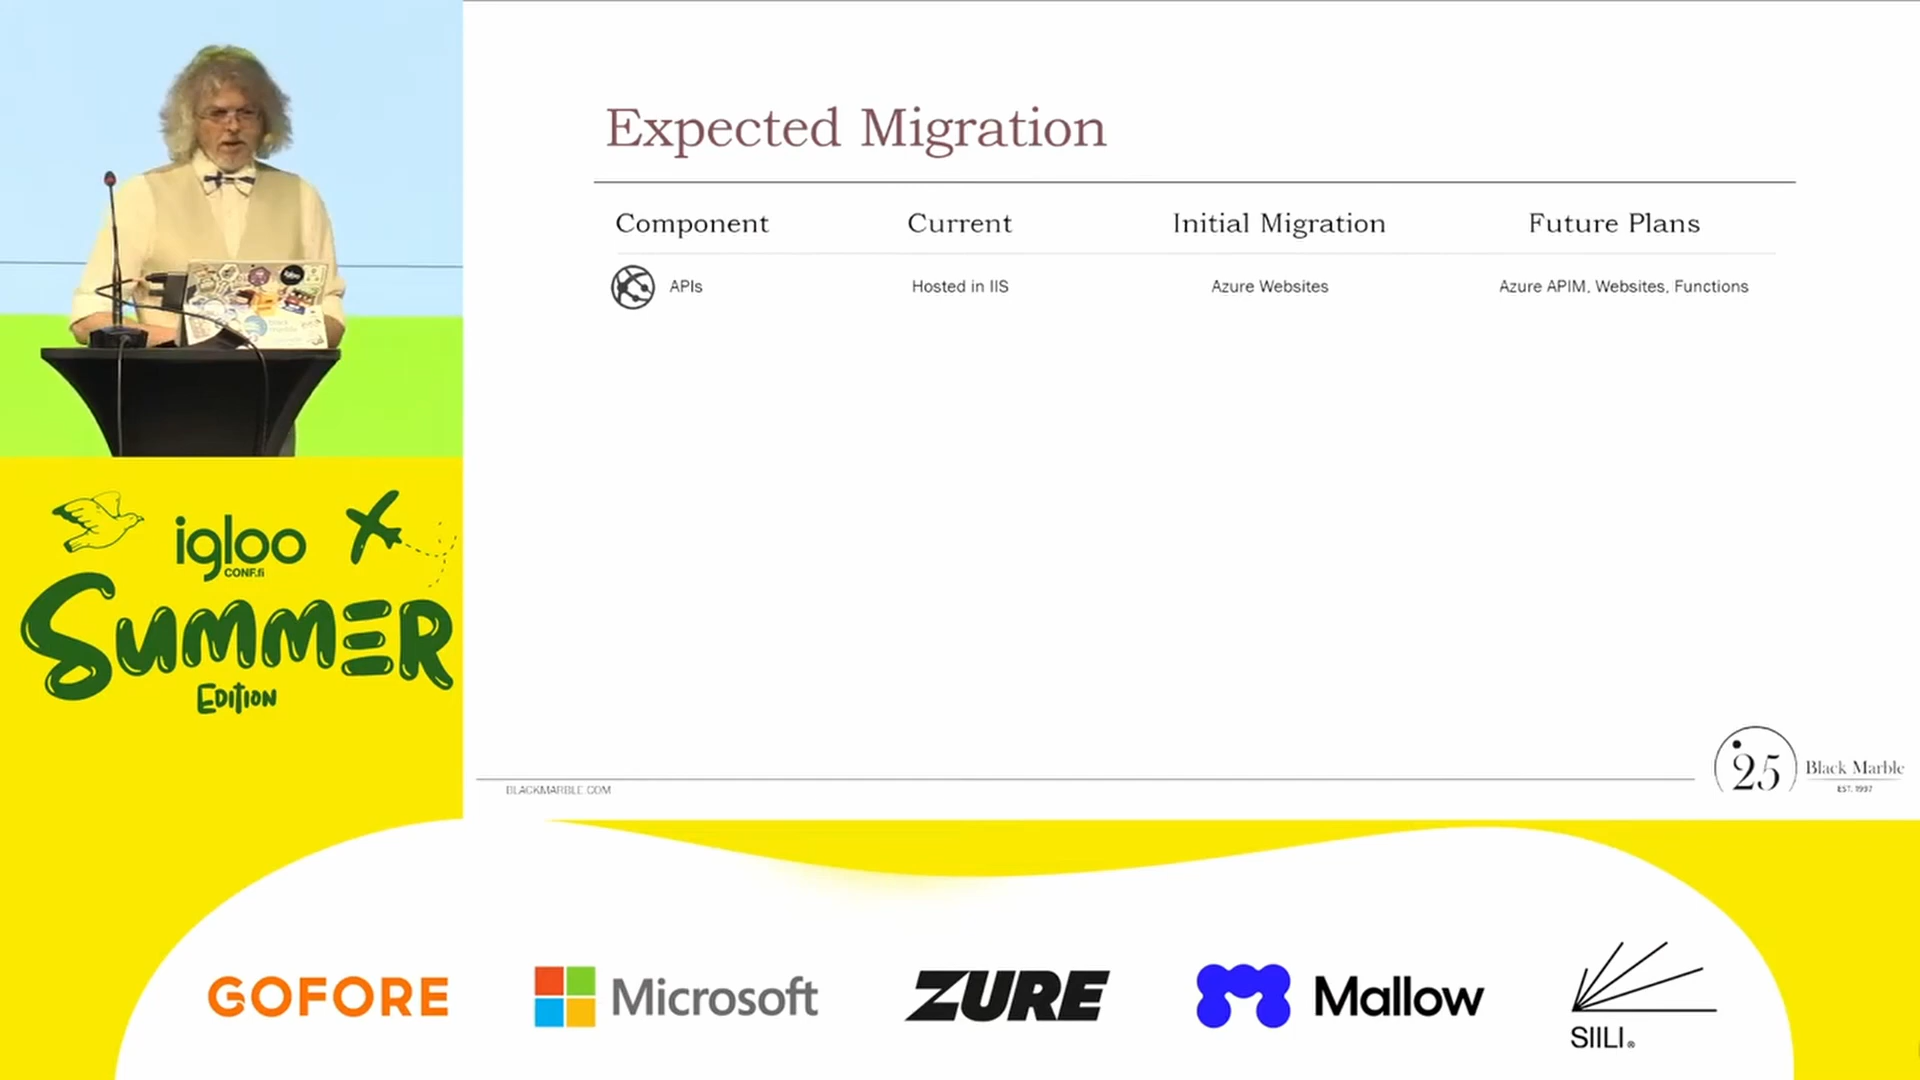 Expected Migration
Component Current Initial Migration Future Plans
APIs Hosted in IIS Azure Websites Azure APIM, Websites, Functions
BLACKMARBLE.COM
25 Black Marble
EST. 1997
igloo
CONF.fi
SUMMER
EDITION
GOFORE Microsoft ZURE Mallow SIILI®